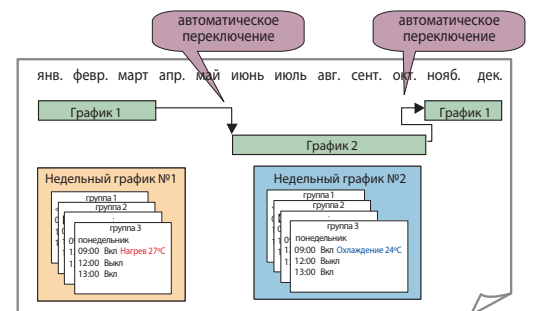 автоматическое
переключение
автоматическое
переключение
янв. февр. март апр. май июнь июль авг. сент. окт. нояб. дек.
График 1
График 1
График 2
Недельный график №1
группа 1
группа 2
группа 3
понедельник
09:00 Вкл Нагрев 27ºC
12:00 Выкл
13:00 Вкл
Недельный график №2
группа 1
группа 2
группа 3
понедельник
09:00 Вкл Охлаждение 24ºC
12:00 Выкл
13:00 Вкл